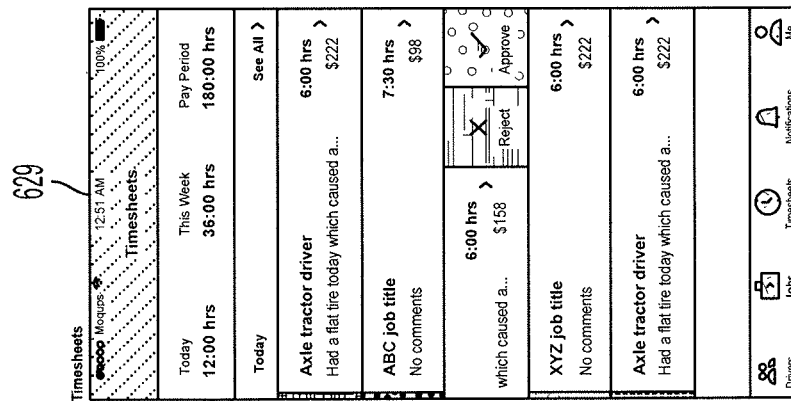 629
Timesheets
Moqups 12:51 AM 100%
Timesheets
Today This Week Pay Period
12:00 hrs 36:00 hrs 180:00 hrs
Today See All >
Axle tractor driver 6:00 hrs >
Had a flat tire today which caused a... $222
ABC job title 7:30 hrs >
No comments $98
6:00 hrs >
which caused a... $158
Reject
Approve
XYZ job title 6:00 hrs >
No comments $222
Axle tractor driver 6:00 hrs >
Had a flat tire today which caused a... $222
Drivers Jobs Timesheets Notifications Me